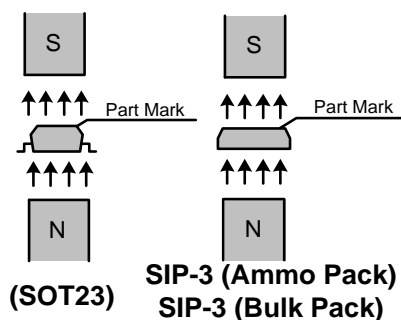 S
Part Mark
N
(SOT23)
S
Part Mark
N
SIP-3 (Ammo Pack)
SIP-3 (Bulk Pack)